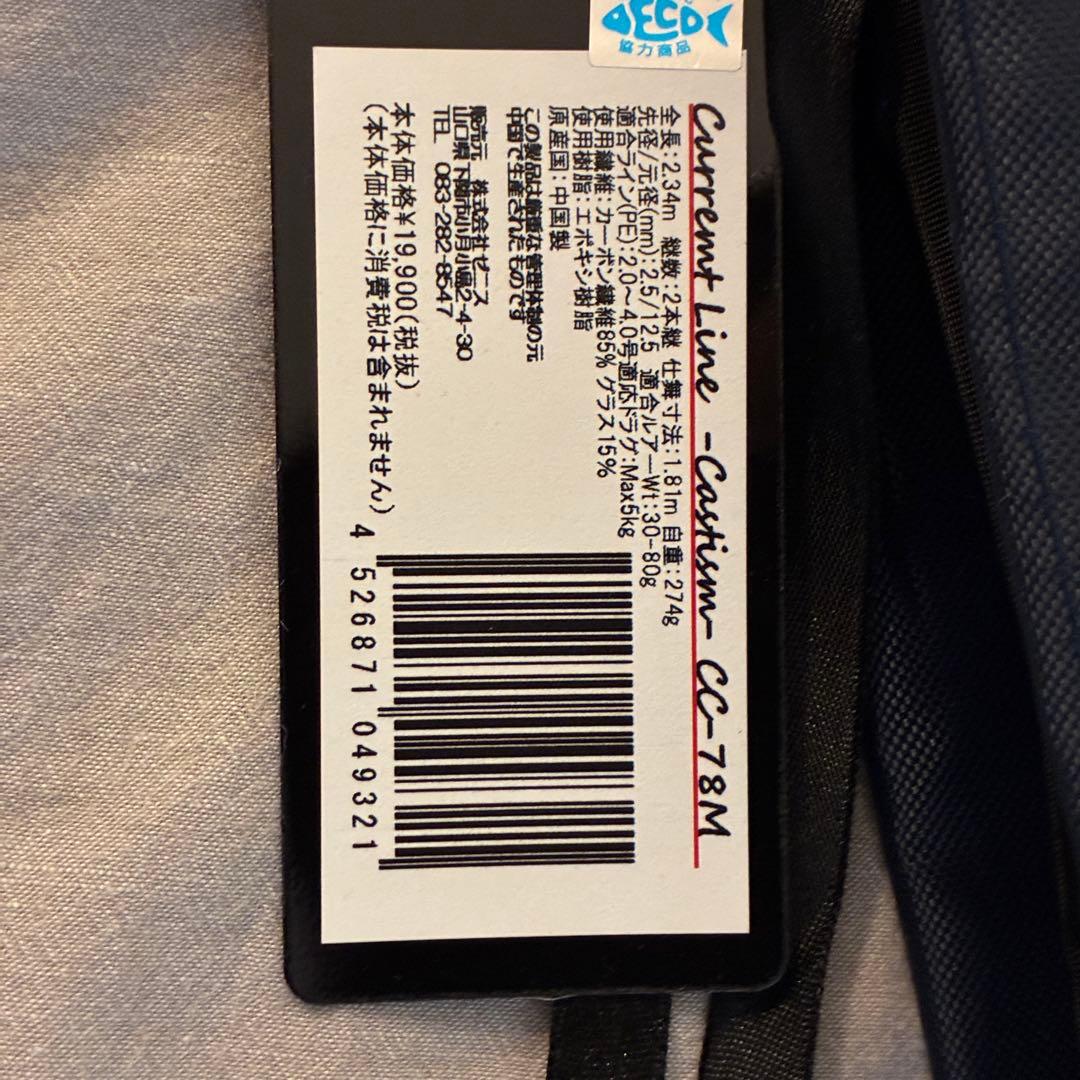 DECO
協力商品
Current Line -Castism- CC-78M
全長:2.34m 継数:2本継 仕舞寸法:1.81m 自重:274g
先径/元径(mm):2.5/12.5 適合ルアーWt:30-80g
適合ライン(PE):2.0~4.0号適応ドラグ:Max5kg
使用繊維:カーボン繊維85% グラス15%
使用樹脂:エポキシ樹脂
原産国:中国製
この製品は厳重な管理体制の元
中国で生産されたものです
販売元 株式会社ゼニス
山口県下関市小月小島2-4-30
TEL 083-282-8547
本体価格¥19,900(税抜)
(本体価格に消費税は含まれません)
4 526871 049321